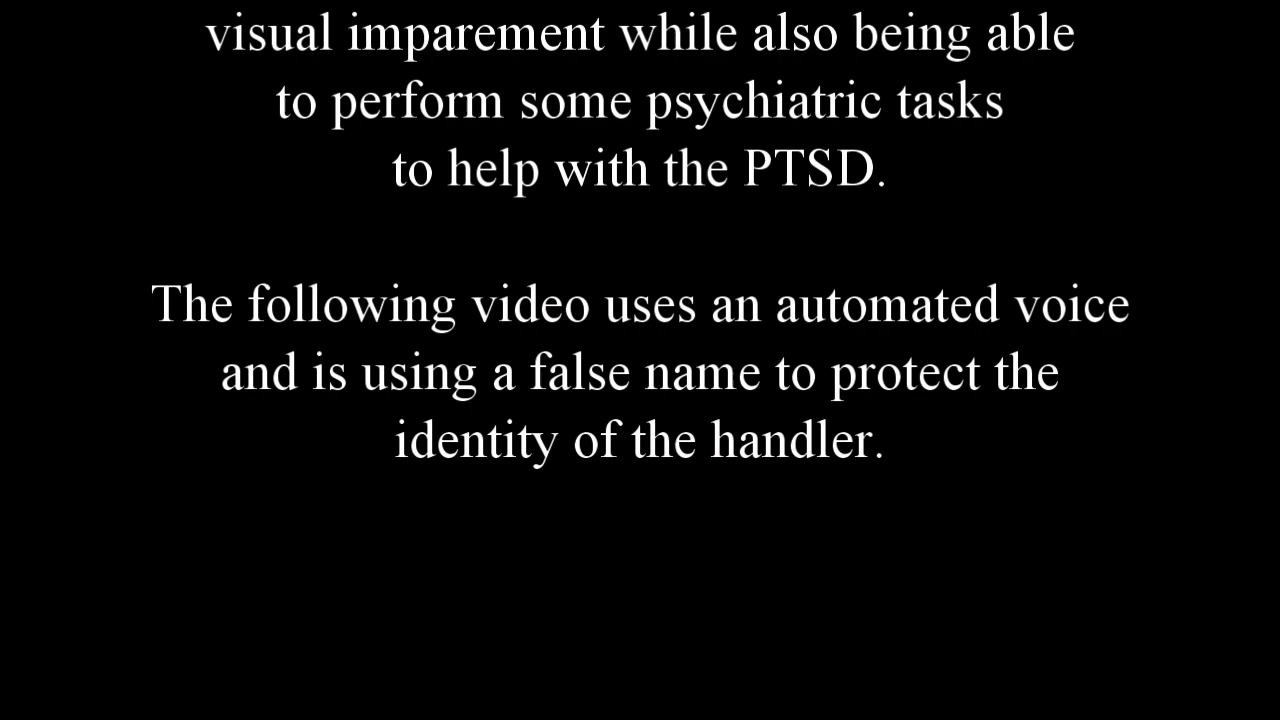 visual imparement while also being able
to perform some psychiatric tasks
to help with the PTSD.
The following video uses an automated voice
and is using a false name to protect the
identity of the handler.